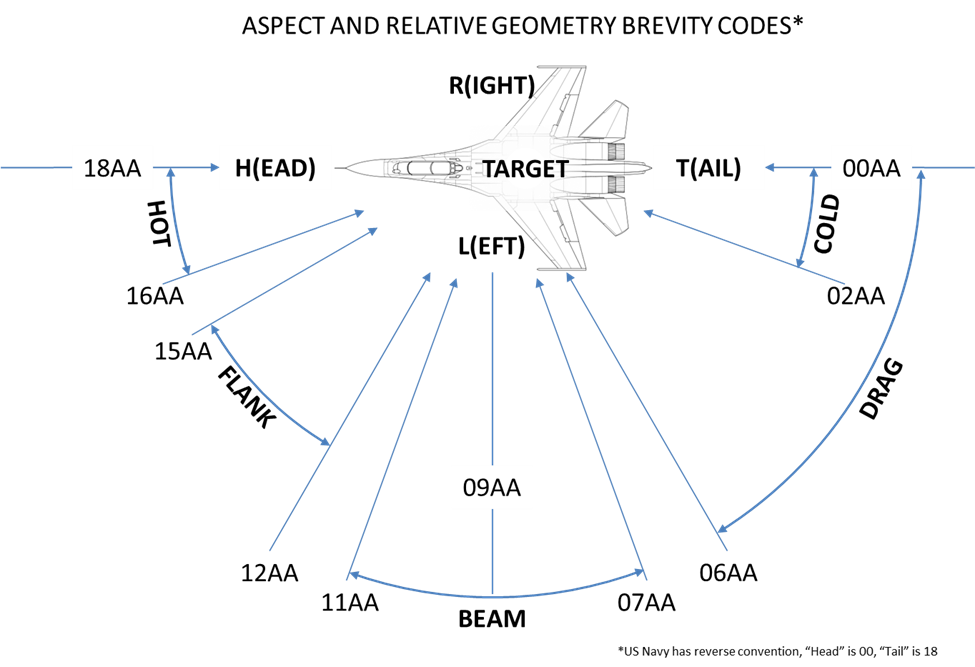 ASPECT AND RELATIVE GEOMETRY BREVITY CODES*
R(IGHT)
18AA
H(EAD)
TARGET
T(AIL)
00AA
HOT
COLD
L(EFT)
16AA
02AA
15AA
FLANK
DRAG
09AA
12AA
06AA
11AA
07AA
BEAM
*US Navy has reverse convention, “Head” is 00, “Tail” is 18